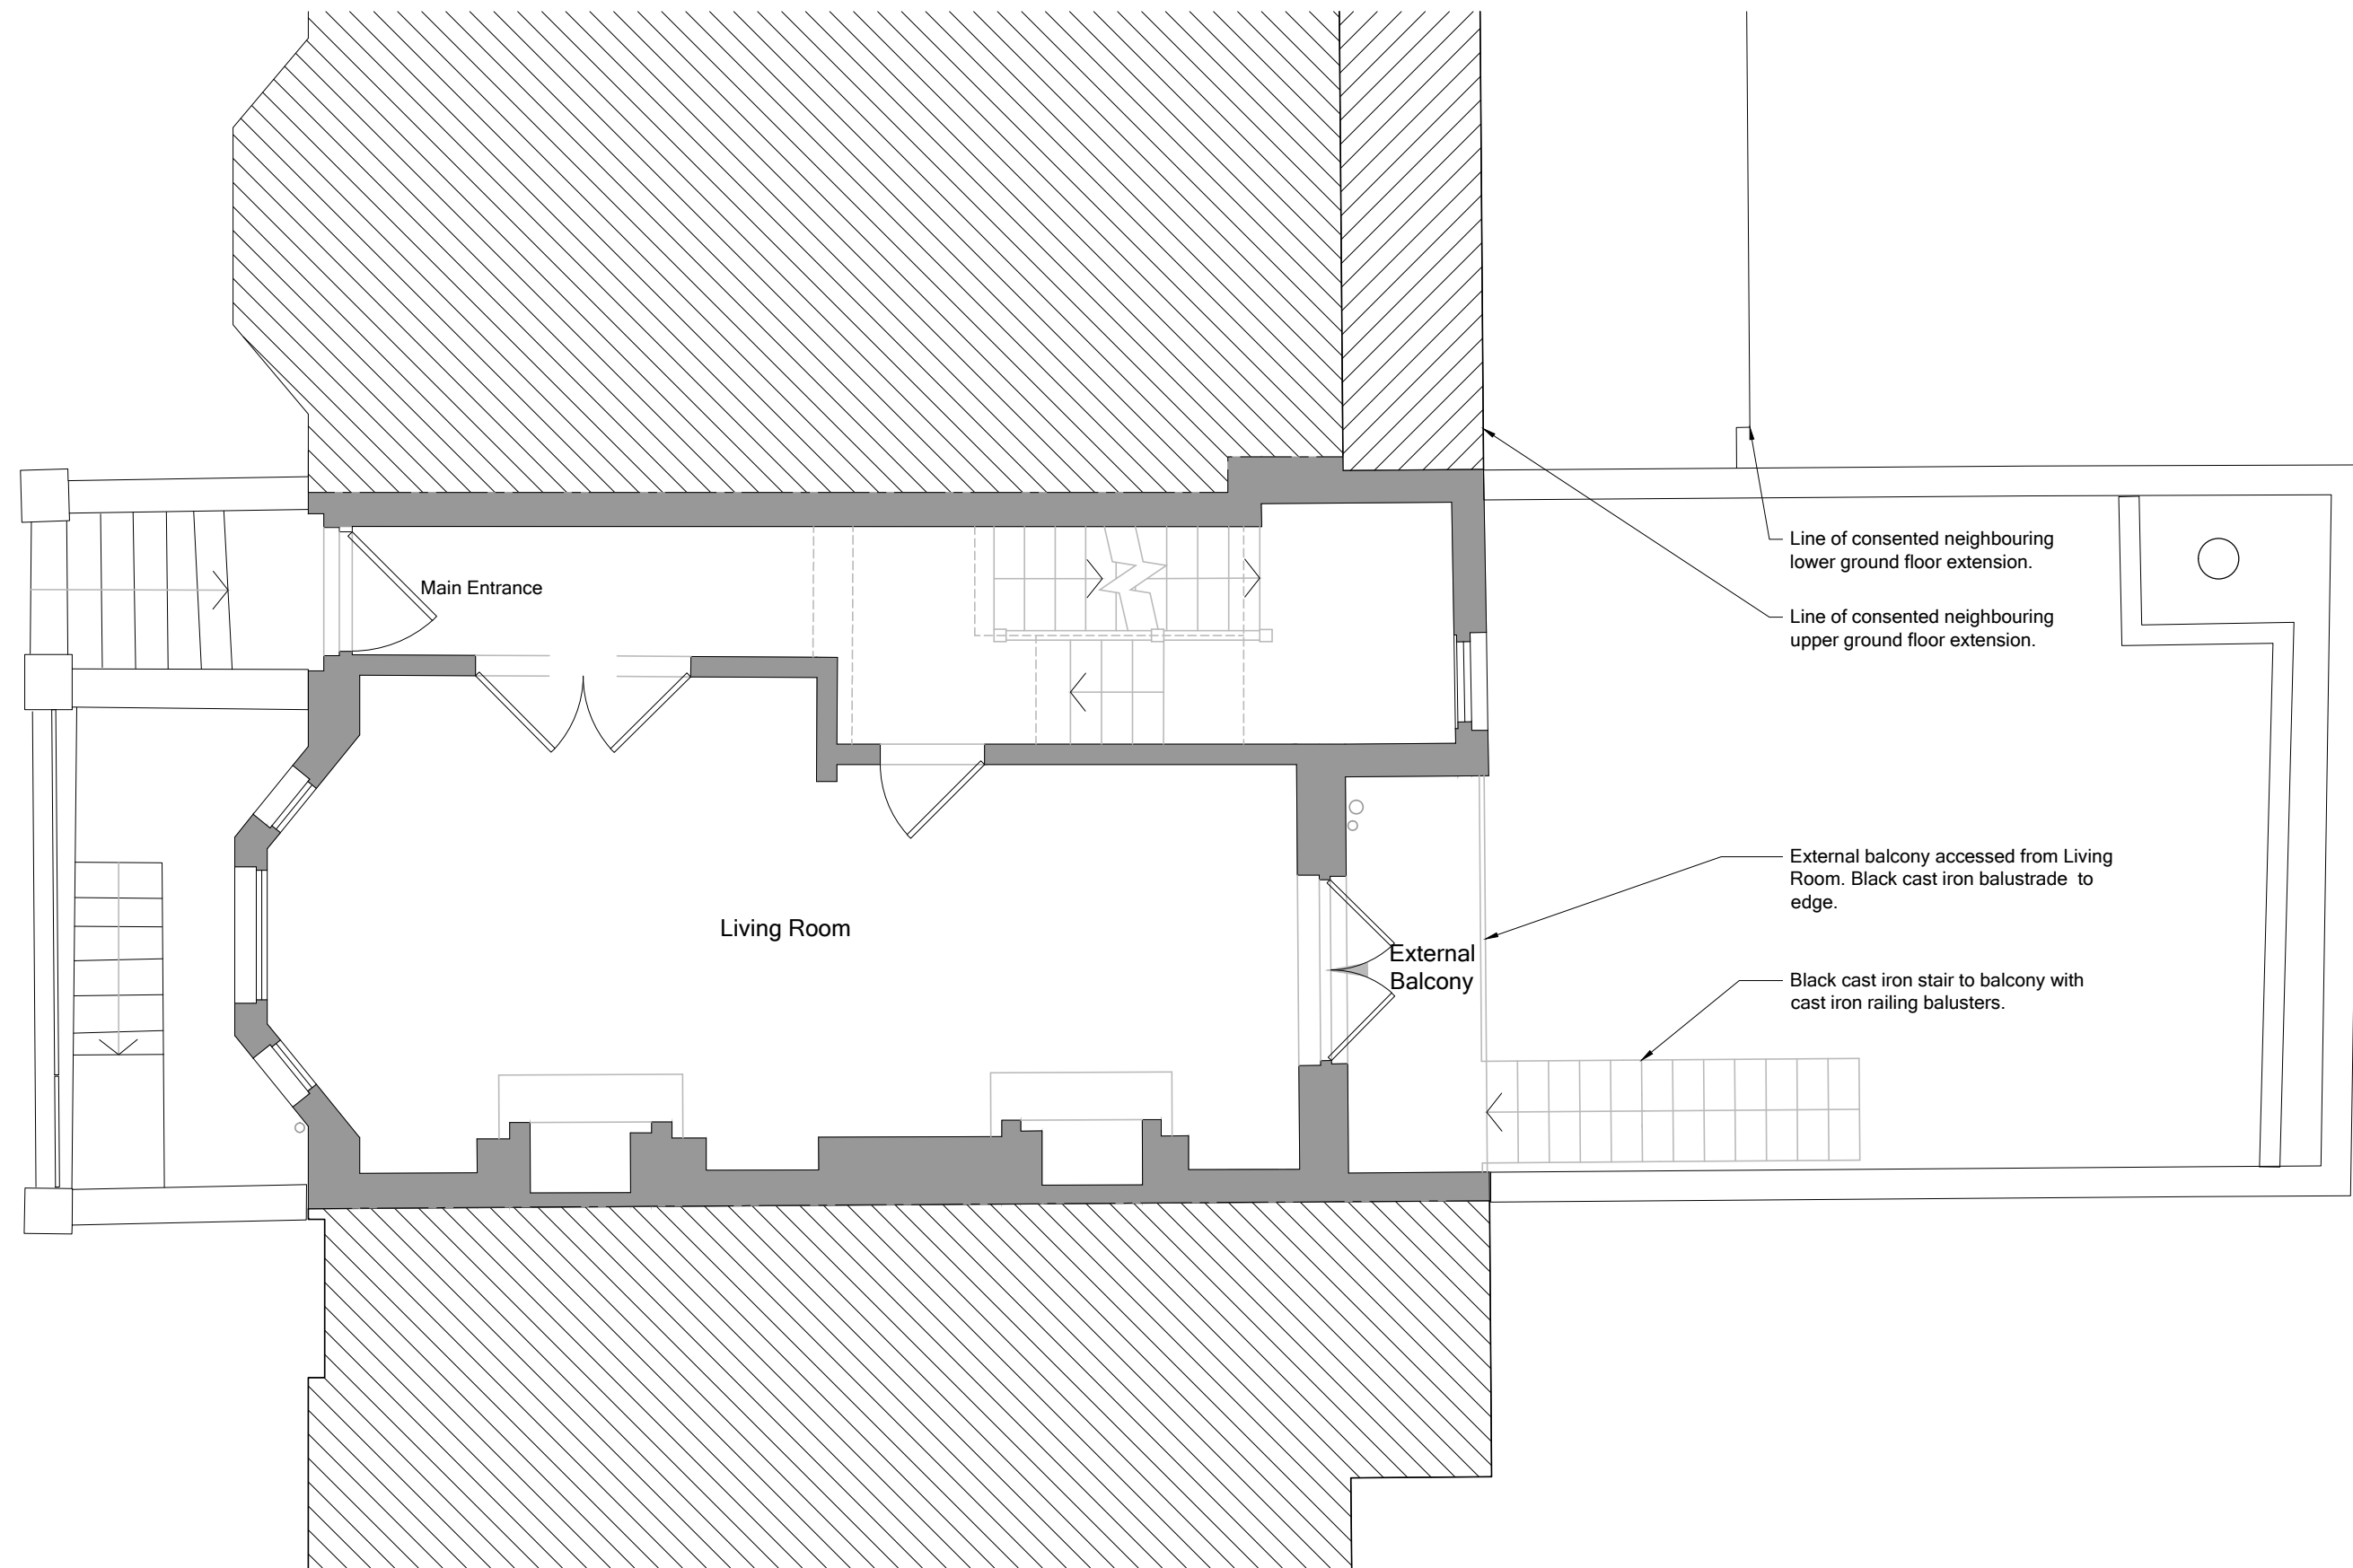 Main Entrance
Living Room
External
Balcony
Line of consented neighbouring
lower ground floor extension.
Line of consented neighbouring
upper ground floor extension.
External balcony accessed from Living
Room. Black cast iron balustrade to
edge.
Black cast iron stair to balcony with
cast iron railing balusters.